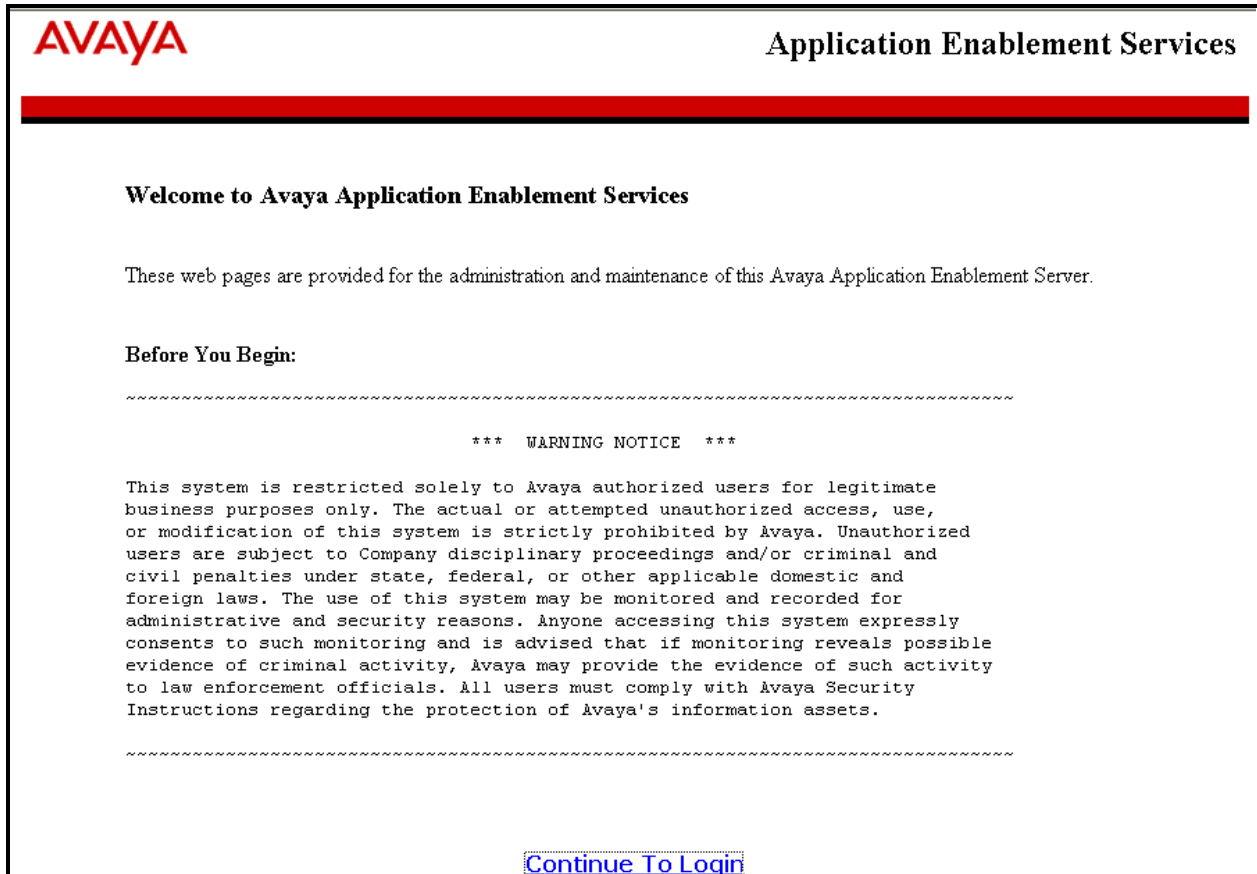 AVAYA
Application Enablement Services
Welcome to Avaya Application Enablement Services
These web pages are provided for the administration and maintenance of this Avaya Application Enablement Server.
Before You Begin:
~~~~~~~~~~~~~~~~~~~~~~~~~~~~~~~~~~~~~~~~~~~~~~~~~~~~~~~~~~~~~~~~~~~~~~~~~~~~~~~~
*** WARNING NOTICE ***
This system is restricted solely to Avaya authorized users for legitimate
business purposes only. The actual or attempted unauthorized access, use,
or modification of this system is strictly prohibited by Avaya. Unauthorized
users are subject to Company disciplinary proceedings and/or criminal and
civil penalties under state, federal, or other applicable domestic and
foreign laws. The use of this system may be monitored and recorded for
administrative and security reasons. Anyone accessing this system expressly
consents to such monitoring and is advised that if monitoring reveals possible
evidence of criminal activity, Avaya may provide the evidence of such activity
to law enforcement officials. All users must comply with Avaya Security
Instructions regarding the protection of Avaya's information assets.
~~~~~~~~~~~~~~~~~~~~~~~~~~~~~~~~~~~~~~~~~~~~~~~~~~~~~~~~~~~~~~~~~~~~~~~~~~~~~~~~
Continue To Login